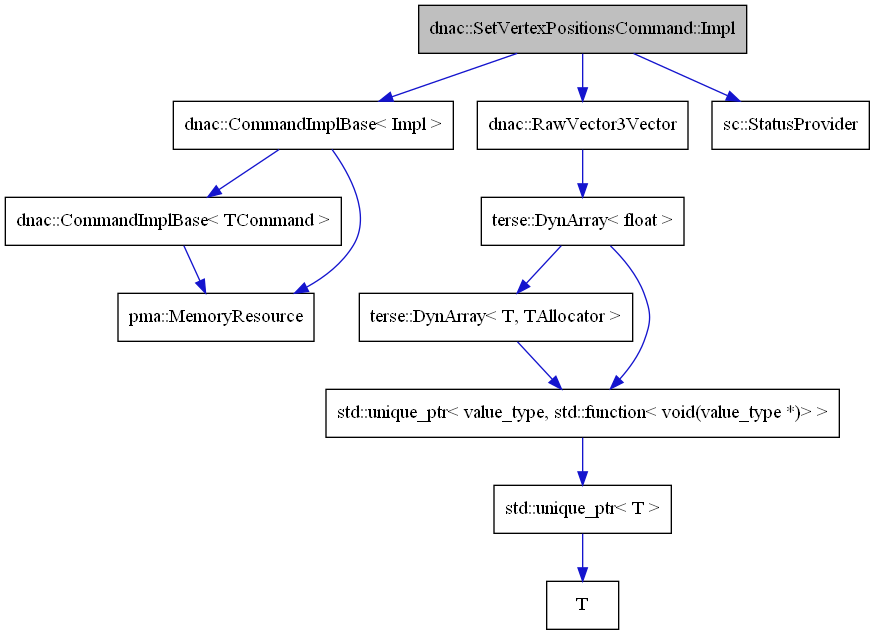 dnac::SetVertexPositionsCommand::Impl
dnac::CommandImplBase< Impl >
dnac::RawVector3Vector
sc::StatusProvider
dnac::CommandImplBase< TCommand >
terse::DynArray< float >
pma::MemoryResource
terse::DynArray< T, TAllocator >
std::unique_ptr< value_type, std::function< void(value_type *)> >
std::unique_ptr< T >
T